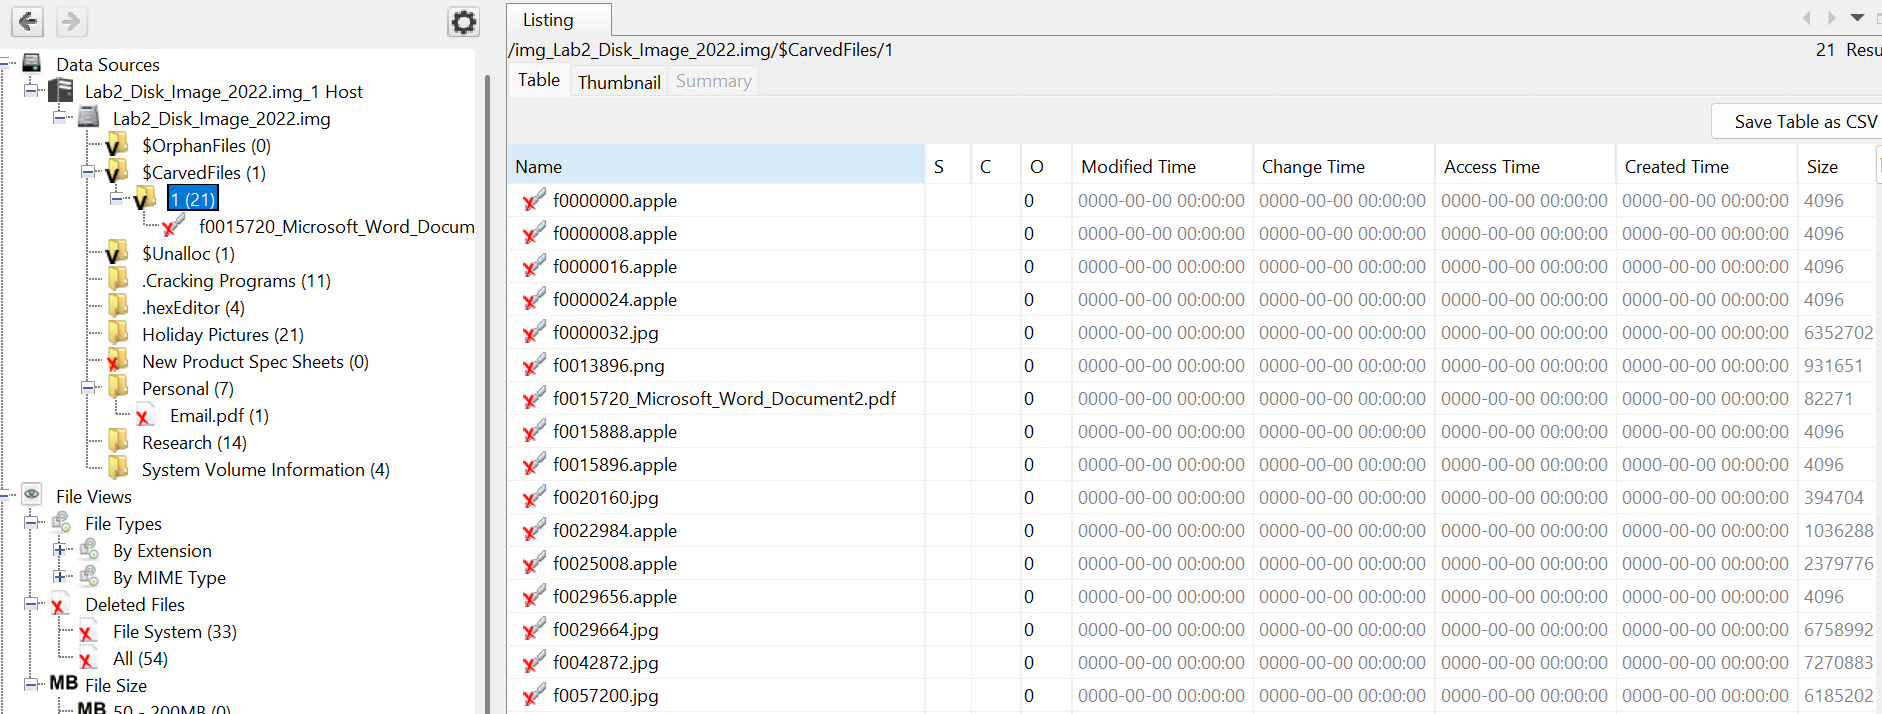 Data Sources
Lab2_Disk_Image_2022.img_1 Host
Lab2_Disk_Image_2022.img
$OrphanFiles (0)
$CarvedFiles (1)
1 (21)
f0015720_Microsoft_Word_Docum
$Unalloc (1)
.Cracking Programs (11)
.hexEditor (4)
Holiday Pictures (21)
New Product Spec Sheets (0)
Personal (7)
Email.pdf (1)
Research (14)
System Volume Information (4)
File Views
File Types
By Extension
By MIME Type
Deleted Files
File System (33)
All (54)
MB File Size
MB 50 - 200MB (0)
Listing
/img_Lab2_Disk_Image_2022.img/$CarvedFiles/1 21 Resu
Table Thumbnail Summary
Save Table as CSV
Name S C O Modified Time Change Time Access Time Created Time Size
f0000000.apple 0 0000-00-00 00:00:00 0000-00-00 00:00:00 0000-00-00 00:00:00 0000-00-00 00:00:00 4096
f0000008.apple 0 0000-00-00 00:00:00 0000-00-00 00:00:00 0000-00-00 00:00:00 0000-00-00 00:00:00 4096
f0000016.apple 0 0000-00-00 00:00:00 0000-00-00 00:00:00 0000-00-00 00:00:00 0000-00-00 00:00:00 4096
f0000024.apple 0 0000-00-00 00:00:00 0000-00-00 00:00:00 0000-00-00 00:00:00 0000-00-00 00:00:00 4096
f0000032.jpg 0 0000-00-00 00:00:00 0000-00-00 00:00:00 0000-00-00 00:00:00 0000-00-00 00:00:00 6352702
f0013896.png 0 0000-00-00 00:00:00 0000-00-00 00:00:00 0000-00-00 00:00:00 0000-00-00 00:00:00 931651
f0015720_Microsoft_Word_Document2.pdf 0 0000-00-00 00:00:00 0000-00-00 00:00:00 0000-00-00 00:00:00 0000-00-00 00:00:00 82271
f0015888.apple 0 0000-00-00 00:00:00 0000-00-00 00:00:00 0000-00-00 00:00:00 0000-00-00 00:00:00 4096
f0015896.apple 0 0000-00-00 00:00:00 0000-00-00 00:00:00 0000-00-00 00:00:00 0000-00-00 00:00:00 4096
f0020160.jpg 0 0000-00-00 00:00:00 0000-00-00 00:00:00 0000-00-00 00:00:00 0000-00-00 00:00:00 394704
f0022984.apple 0 0000-00-00 00:00:00 0000-00-00 00:00:00 0000-00-00 00:00:00 0000-00-00 00:00:00 1036288
f0025008.apple 0 0000-00-00 00:00:00 0000-00-00 00:00:00 0000-00-00 00:00:00 0000-00-00 00:00:00 2379776
f0029656.apple 0 0000-00-00 00:00:00 0000-00-00 00:00:00 0000-00-00 00:00:00 0000-00-00 00:00:00 4096
f0029664.jpg 0 0000-00-00 00:00:00 0000-00-00 00:00:00 0000-00-00 00:00:00 0000-00-00 00:00:00 6758992
f0042872.jpg 0 0000-00-00 00:00:00 0000-00-00 00:00:00 0000-00-00 00:00:00 0000-00-00 00:00:00 7270883
f0057200.jpg 0 0000-00-00 00:00:00 0000-00-00 00:00:00 0000-00-00 00:00:00 0000-00-00 00:00:00 6185202